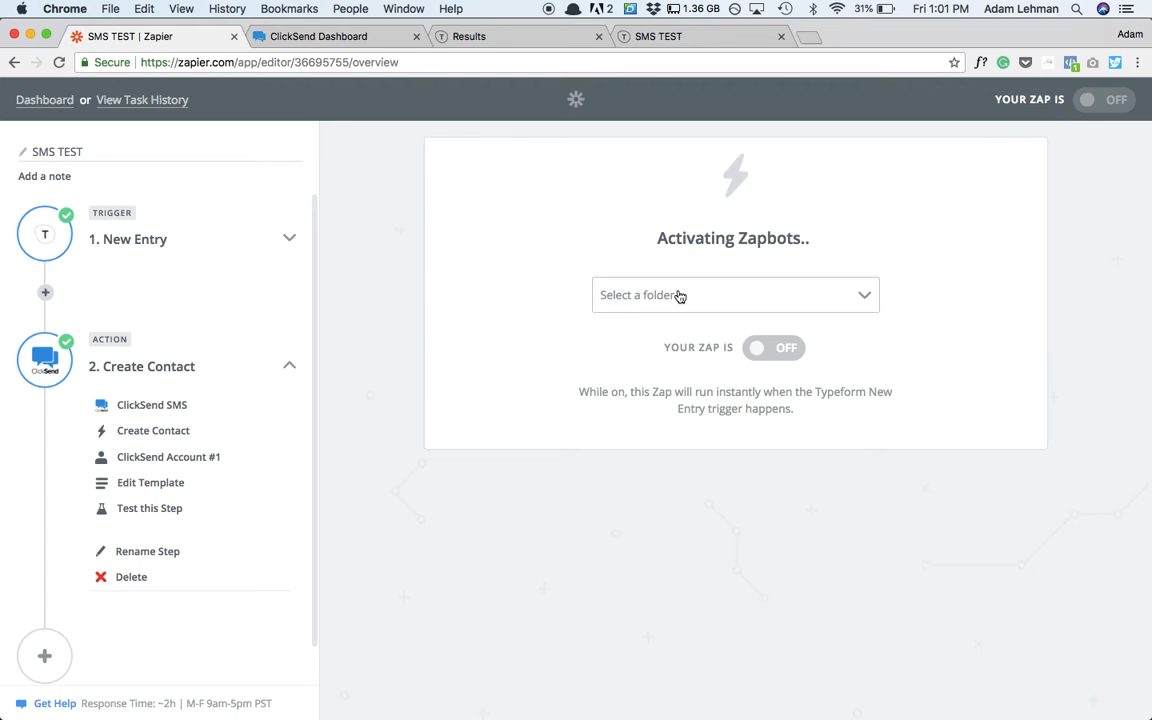 Chrome File Edit View History Bookmarks People Window Help 2 1.36 GB 31% Fri 1:01 PM Adam Lehman
SMS TEST | Zapier ClickSend Dashboard Results SMS TEST Adam
Secure https://zapier.com/app/editor/36695755/overview f?
Dashboard or View Task History YOUR ZAP IS OFF
SMS TEST
Add a note
TRIGGER
T 1. New Entry
ACTION
ClickSend 2. Create Contact
ClickSend SMS
Create Contact
ClickSend Account #1
Edit Template
Test this Step
Rename Step
Delete
Get Help Response Time: ~2h | M-F 9am-5pm PST
Activating Zapbots..
Select a folder
YOUR ZAP IS OFF
While on, this Zap will run instantly when the Typeform New
Entry trigger happens.